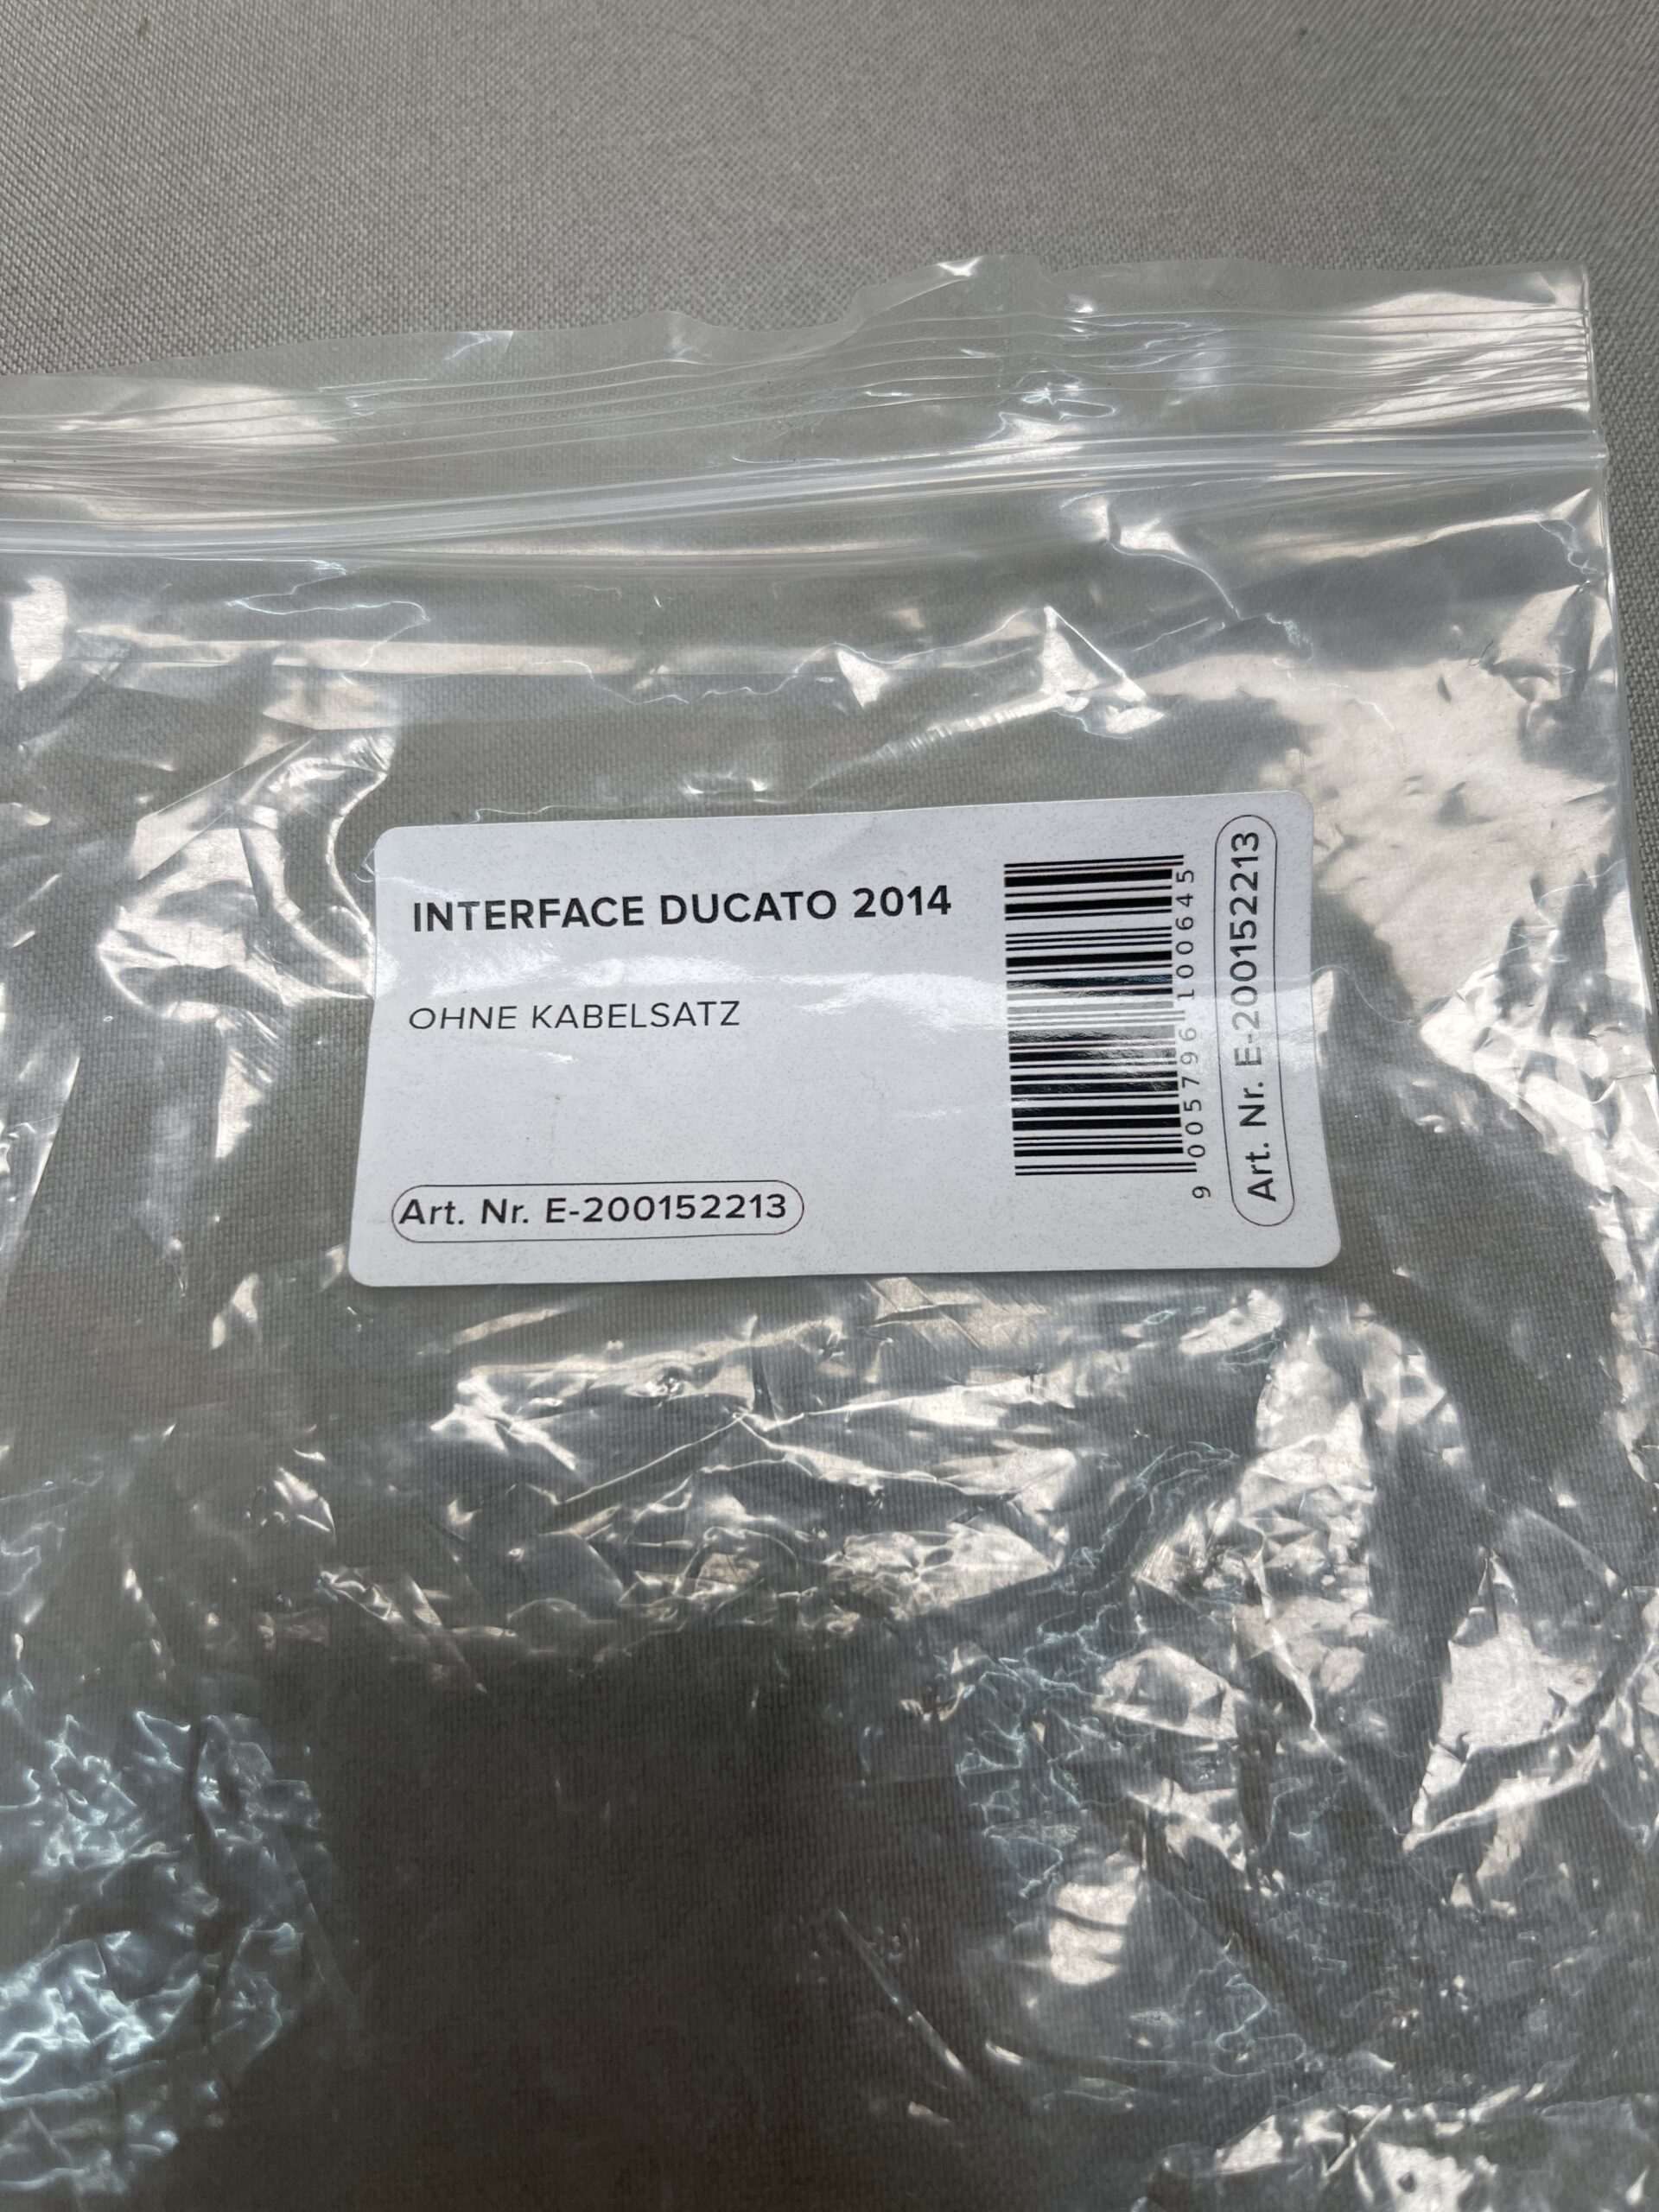 INTERFACE DUCATO 2014
OHNE KABELSATZ
Art. Nr. E-200152213
9 005796 100645
Art. Nr. E-200152213